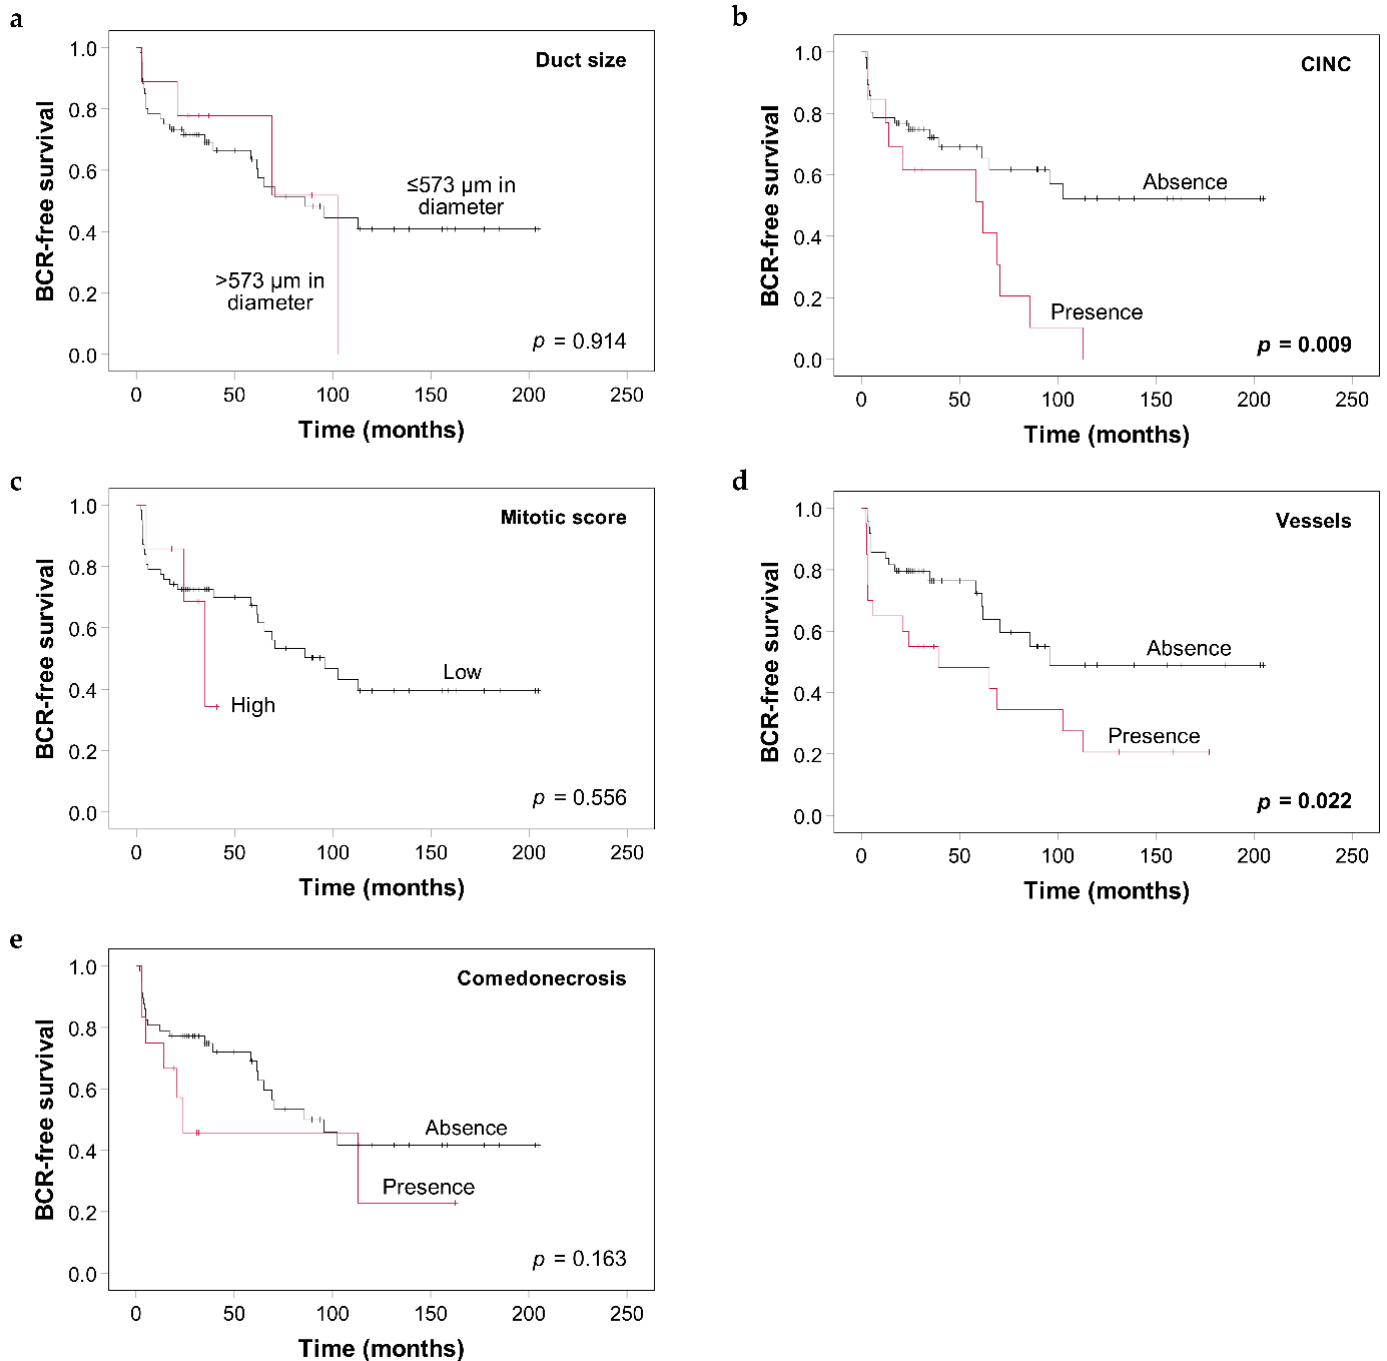 a
Duct size
BCR-free survival
1.0
0.8
0.6
0.4
0.2
0.0
≤573 µm in
diameter
>573 µm in
diameter
p = 0.914
0 50 100 150 200 250
Time (months)
b
CINC
BCR-free survival
1.0
0.8
0.6
0.4
0.2
0.0
Absence
Presence
p = 0.009
0 50 100 150 200 250
Time (months)
c
Mitotic score
BCR-free survival
1.0
0.8
0.6
0.4
0.2
0.0
Low
High
p = 0.556
0 50 100 150 200 250
Time (months)
d
Vessels
BCR-free survival
1.0
0.8
0.6
0.4
0.2
0.0
Absence
Presence
p = 0.022
0 50 100 150 200 250
Time (months)
e
Comedonecrosis
BCR-free survival
1.0
0.8
0.6
0.4
0.2
0.0
Absence
Presence
p = 0.163
0 50 100 150 200 250
Time (months)